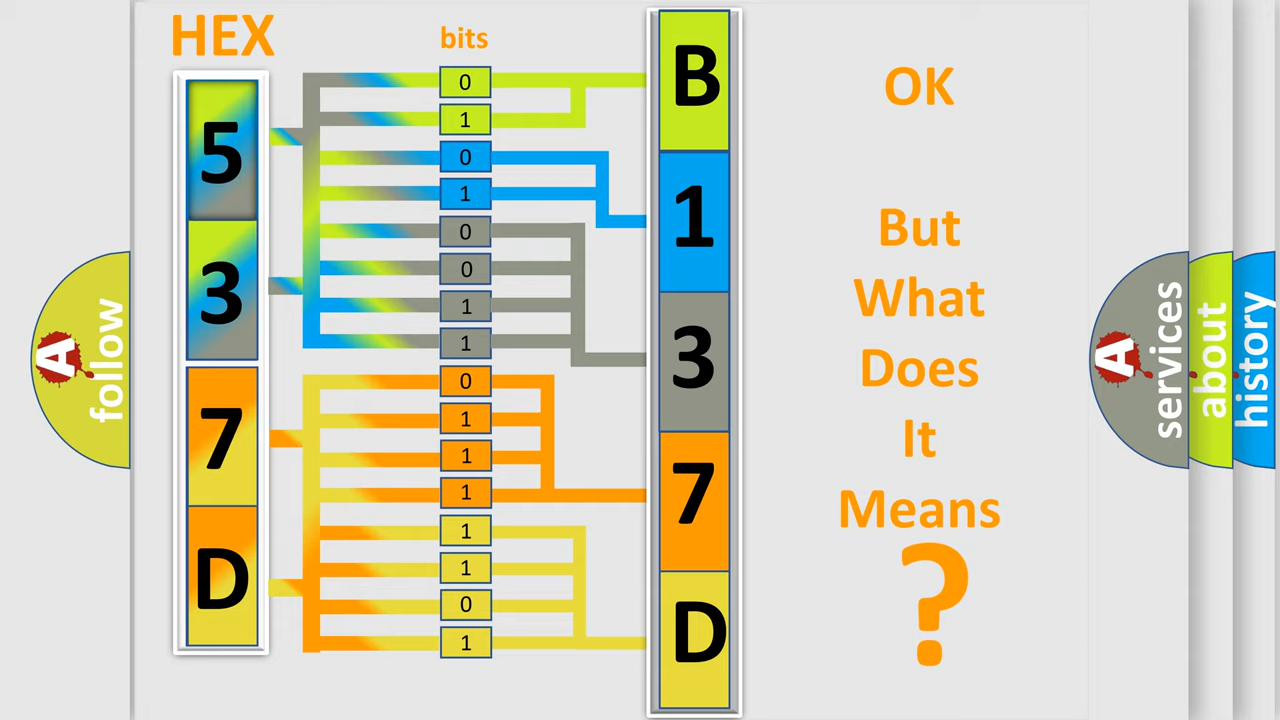 HEX
bits
5
3
7
D
0
1
0
1
0
0
1
1
0
1
1
1
1
1
0
1
B
1
3
7
D
OK
But
What
Does
It
Means
?
A
follow
A
services
about
history